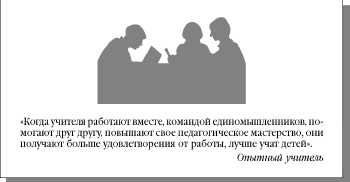 «Когда учителя работают вместе, командой единомышленников, по-
могают друг другу, повышают свое педагогическое мастерство, они
получают больше удовлетворения от работы, лучше учат детей».
Опытный учитель